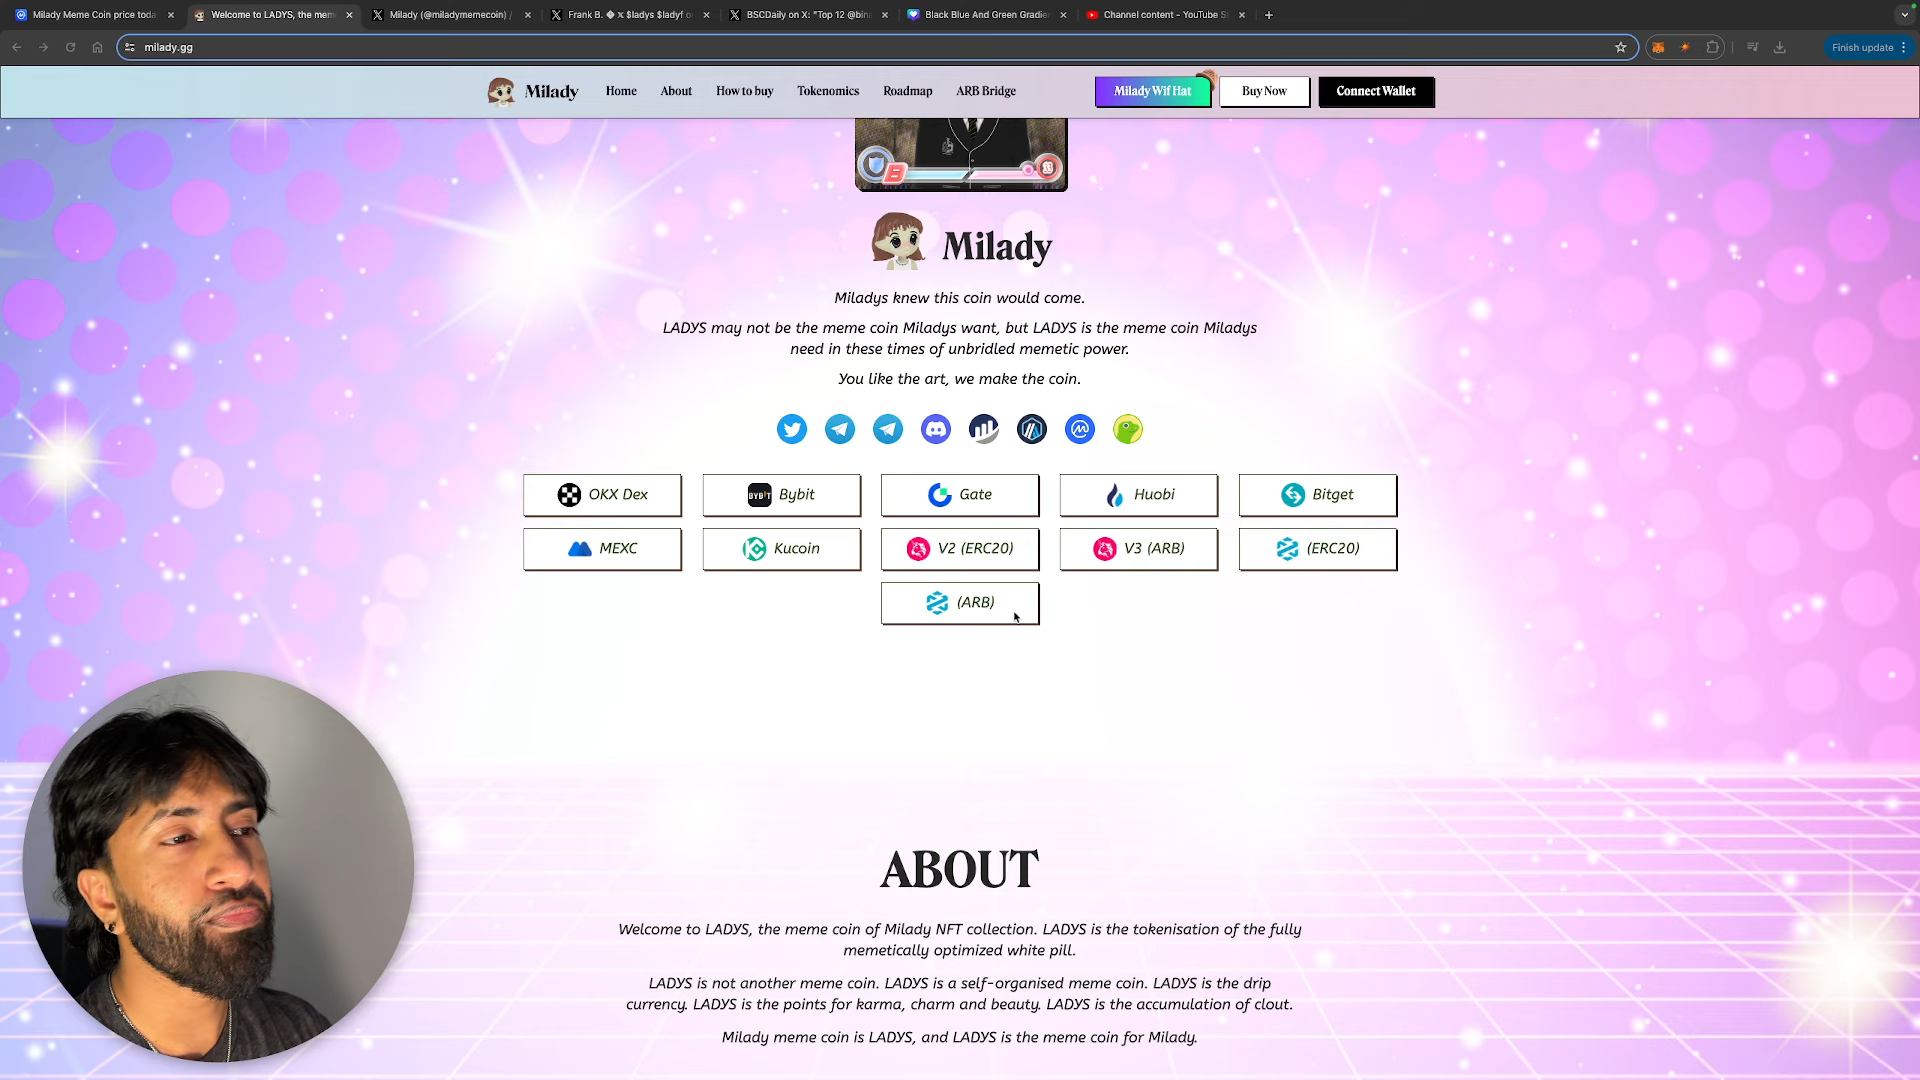 Milady Meme Coin price toda
Welcome to LADYS, the mem
Milady (@miladymemecoin) /
Frank B. ◆ x $ladys $ladyf o
BSCDaily on X: "Top 12 @bina
Black Blue And Green Gradie
Channel content - YouTube S
milady.gg
Finish update
Milady
Home
About
How to buy
Tokenomics
Roadmap
ARB Bridge
Milady Wif Hat
Buy Now
Connect Wallet
B
Milady
Miladys knew this coin would come.
LADYS may not be the meme coin Miladys want, but LADYS is the meme coin Miladys
need in these times of unbridled memetic power.
You like the art, we make the coin.
OKX Dex
BYBIT Bybit
Gate
Huobi
Bitget
MEXC
Kucoin
V2 (ERC20)
V3 (ARB)
(ERC20)
(ARB)
ABOUT
Welcome to LADYS, the meme coin of Milady NFT collection. LADYS is the tokenisation of the fully
memetically optimized white pill.
LADYS is not another meme coin. LADYS is a self-organised meme coin. LADYS is the drip
currency. LADYS is the points for karma, charm and beauty. LADYS is the accumulation of clout.
Milady meme coin is LADYS, and LADYS is the meme coin for Milady.